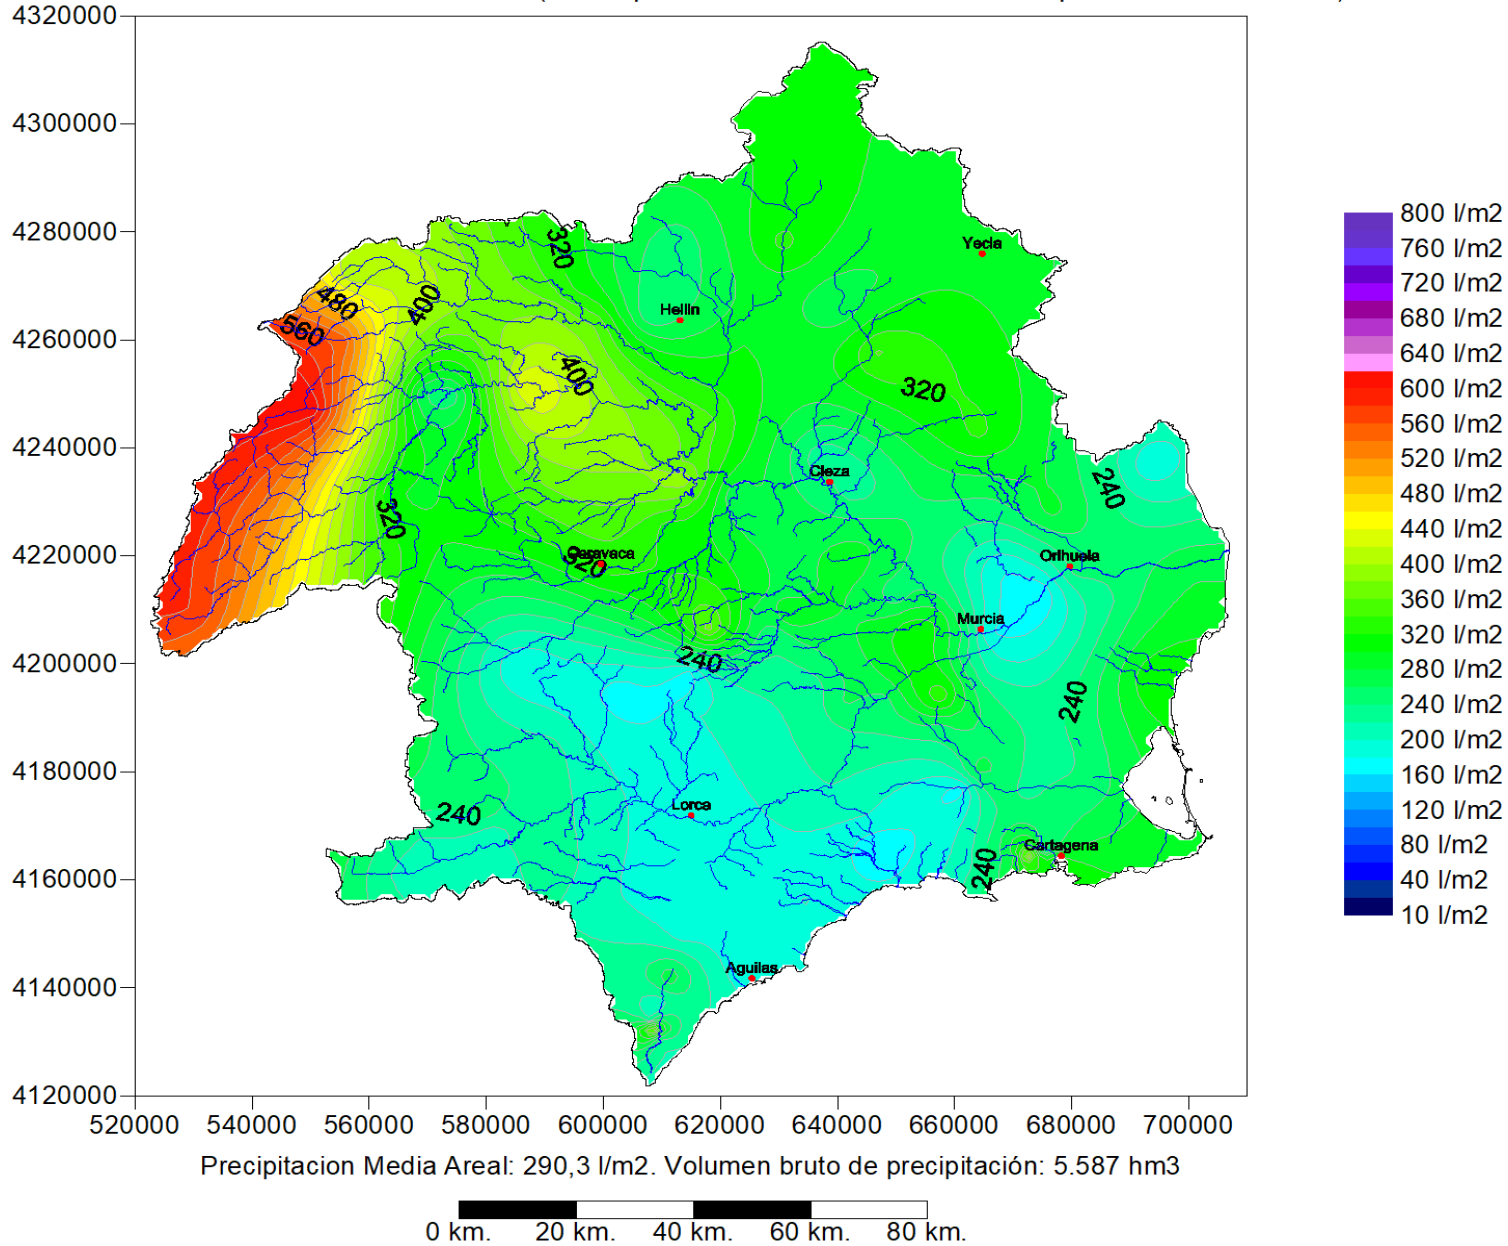 4320000
4300000
4280000
4260000
4240000
4220000
4200000
4180000
4160000
4140000
4120000
520000 540000 560000 580000 600000 620000 640000 660000 680000 700000
320
Yecla
480
400
Hellin
560
400
320
Cieza
240
320
Caravaca
320
Orihuela
Murcia
240
240
Lorca
240
Cartagena
240
Aguilas
800 l/m2
760 l/m2
720 l/m2
680 l/m2
640 l/m2
600 l/m2
560 l/m2
520 l/m2
480 l/m2
440 l/m2
400 l/m2
360 l/m2
320 l/m2
280 l/m2
240 l/m2
200 l/m2
160 l/m2
120 l/m2
80 l/m2
40 l/m2
10 l/m2
Precipitacion Media Areal: 290,3 l/m2. Volumen bruto de precipitación: 5.587 hm3
0 km. 20 km. 40 km. 60 km. 80 km.